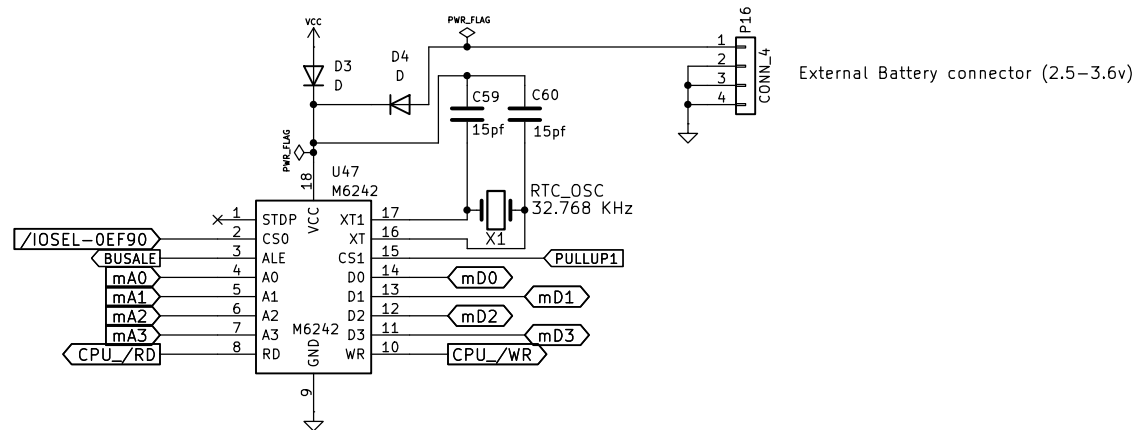 VCC
PWR_FLAG
P16
D3
D
D4
D
1
2
3
4
CONN_4
External Battery connector (2.5-3.6v)
C59
15pf
C60
15pf
PWR_FLAG
18
U47
M6242
RTC_OSC
32.768 KHz
X1
1 STDP VCC XT1 17
/IOSEL-0EF90 2 CS0 XT 16
BUSALE 3 ALE CS1 15 PULLUP1
mA0 4 A0 D0 14 mD0
mA1 5 A1 D1 13 mD1
mA2 6 A2 D2 12 mD2
mA3 7 A3 M6242 D3 11 mD3
CPU_/RD 8 RD GND WR 10 CPU_/WR
9